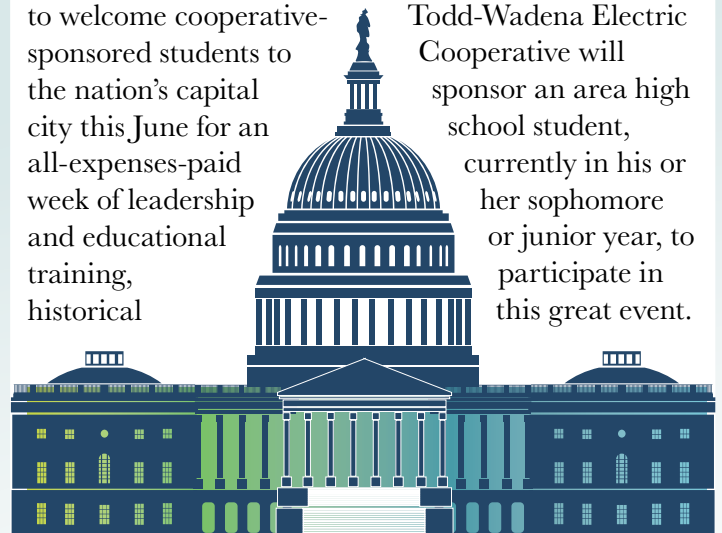 to welcome cooperative-
sponsored students to
the nation's capital
city this June for an
all-expenses-paid
week of leadership
and educational
training,
historical
Todd-Wadena Electric
Cooperative will
sponsor an area high
school student,
currently in his or
her sophomore
or junior year, to
participate in
this great event.